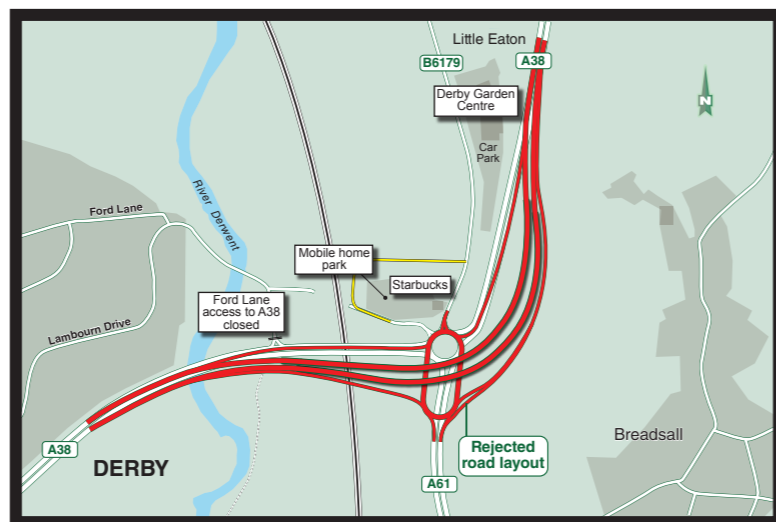 Little Eaton
B6179
A38
Derby Garden
Centre
N
Car
Park
Ford Lane
River Derwent
Mobile home
park
Starbucks
Ford Lane
access to A38
closed
Lambourn Drive
Rejected
road layout
Breadsall
A38
DERBY
A61